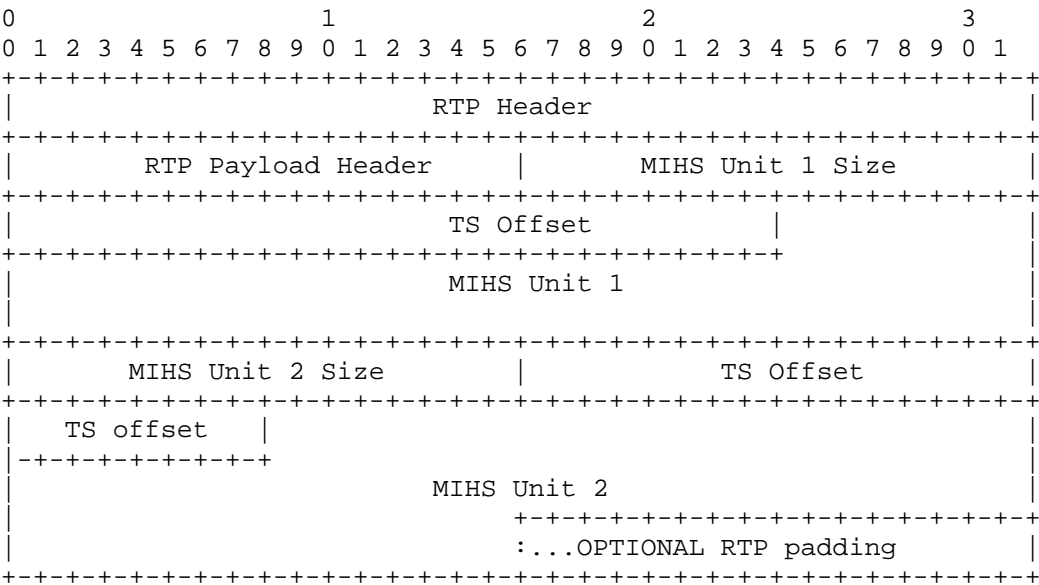 0                   1                   2                   3
0 1 2 3 4 5 6 7 8 9 0 1 2 3 4 5 6 7 8 9 0 1 2 3 4 5 6 7 8 9 0 1
+-+-+-+-+-+-+-+-+-+-+-+-+-+-+-+-+-+-+-+-+-+-+-+-+-+-+-+-+-+-+-+-+
|                          RTP Header                           |
+-+-+-+-+-+-+-+-+-+-+-+-+-+-+-+-+-+-+-+-+-+-+-+-+-+-+-+-+-+-+-+-+
|        RTP Payload Header     |       MIHS Unit 1 Size        |
+-+-+-+-+-+-+-+-+-+-+-+-+-+-+-+-+-+-+-+-+-+-+-+-+-+-+-+-+-+-+-+-+
|                           TS Offset           |               |
+-+-+-+-+-+-+-+-+-+-+-+-+-+-+-+-+-+-+-+-+-+-+-+-+               |
|                           MIHS Unit 1                         |
|                                                               |
+-+-+-+-+-+-+-+-+-+-+-+-+-+-+-+-+-+-+-+-+-+-+-+-+-+-+-+-+-+-+-+-+
|       MIHS Unit 2 Size        |            TS Offset          |
+-+-+-+-+-+-+-+-+-+-+-+-+-+-+-+-+-+-+-+-+-+-+-+-+-+-+-+-+-+-+-+-+
|   TS offset   |                                               |
|-+-+-+-+-+-+-+-+                                               |
|                          MIHS Unit 2                          |
|                               +-+-+-+-+-+-+-+-+-+-+-+-+-+-+-+-+
|                               :...OPTIONAL RTP padding        |
+-+-+-+-+-+-+-+-+-+-+-+-+-+-+-+-+-+-+-+-+-+-+-+-+-+-+-+-+-+-+-+-+